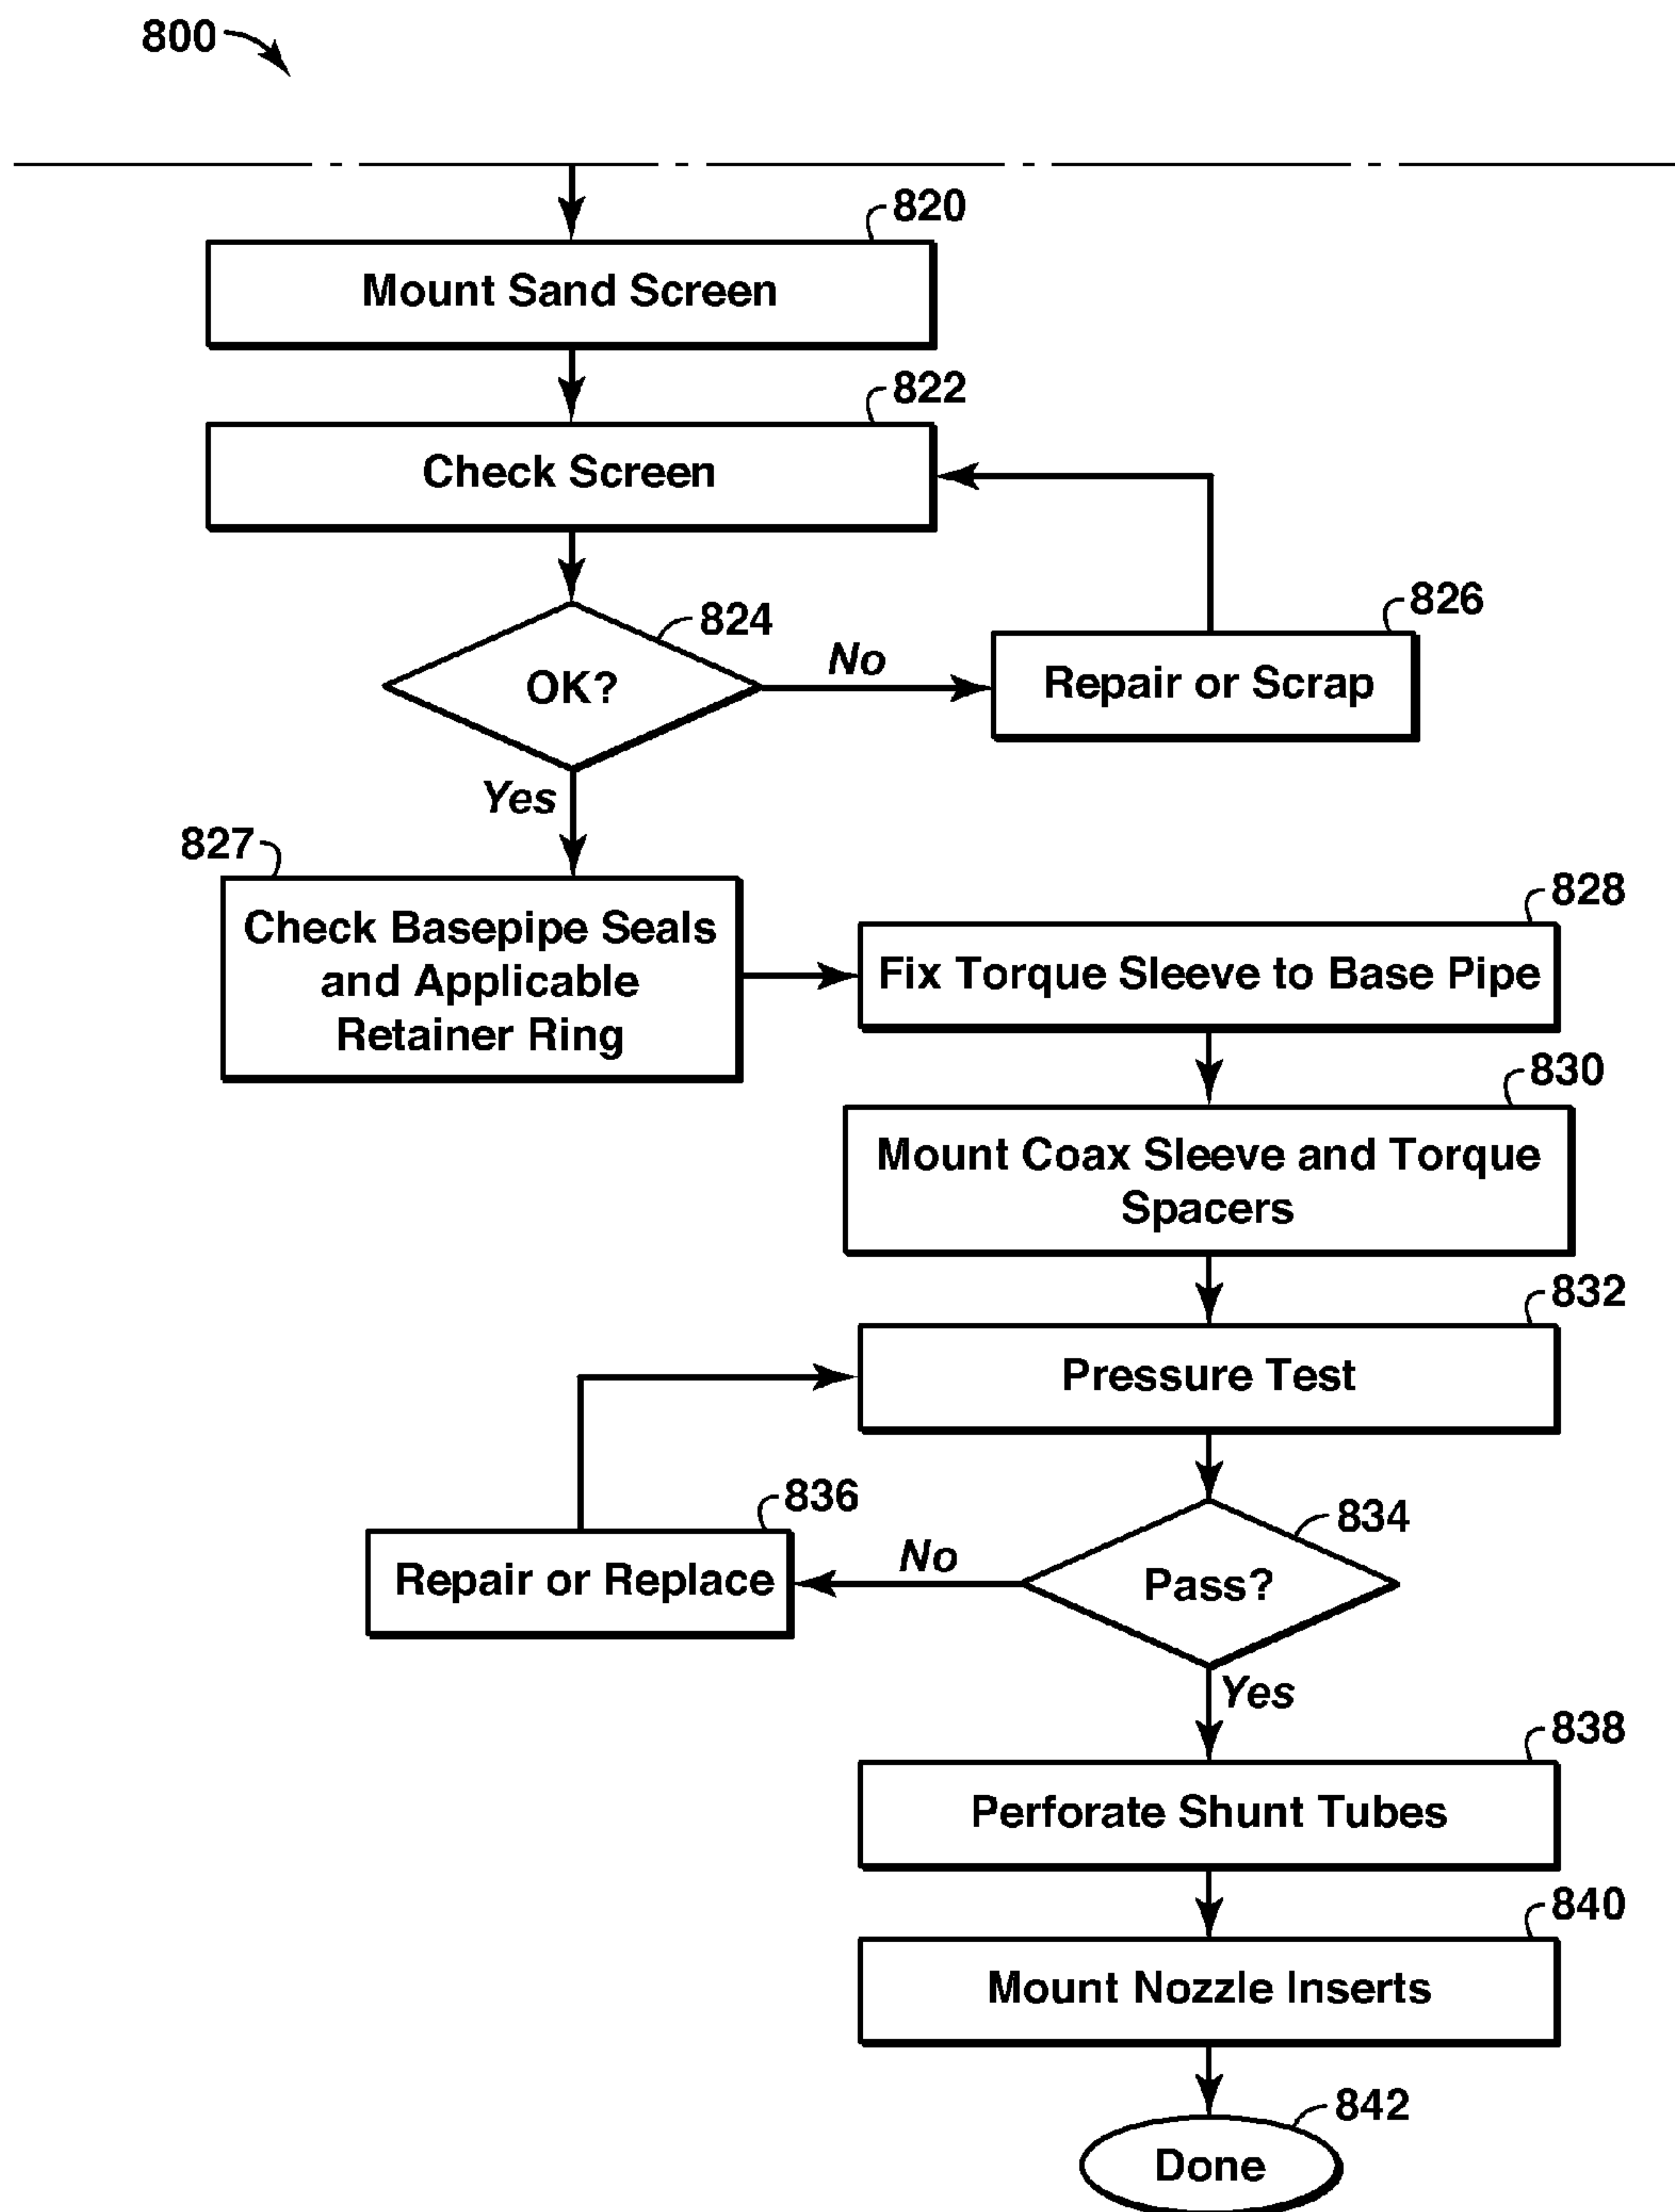 800
820
Mount Sand Screen
822
Check Screen
824
OK?
No
826
Repair or Scrap
Yes
827
Check Basepipe Seals
and Applicable
Retainer Ring
828
Fix Torque Sleeve to Base Pipe
830
Mount Coax Sleeve and Torque
Spacers
832
Pressure Test
834
Pass?
No
836
Repair or Replace
Yes
838
Perforate Shunt Tubes
840
Mount Nozzle Inserts
842
Done